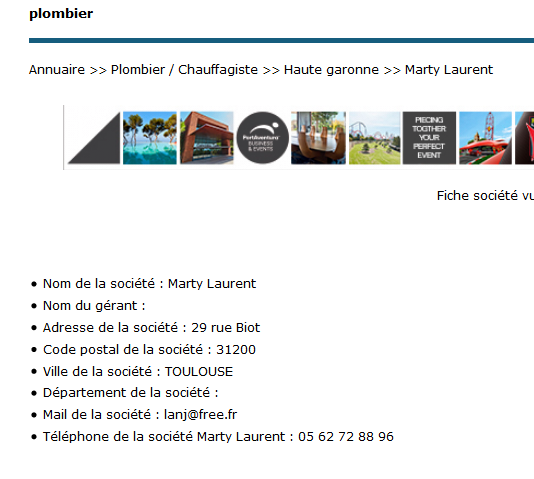 plombier
Annuaire >> Plombier / Chauffagiste >> Haute garonne >> Marty Laurent
PortAventura
BUSINESS
& EVENTS
PIECING
TOGTHER
YOUR
PERFECT
EVENT
Fiche société vu
• Nom de la société : Marty Laurent
• Nom du gérant :
• Adresse de la société : 29 rue Biot
• Code postal de la société : 31200
• Ville de la société : TOULOUSE
• Département de la société :
• Mail de la société : lanj@free.fr
• Téléphone de la société Marty Laurent : 05 62 72 88 96